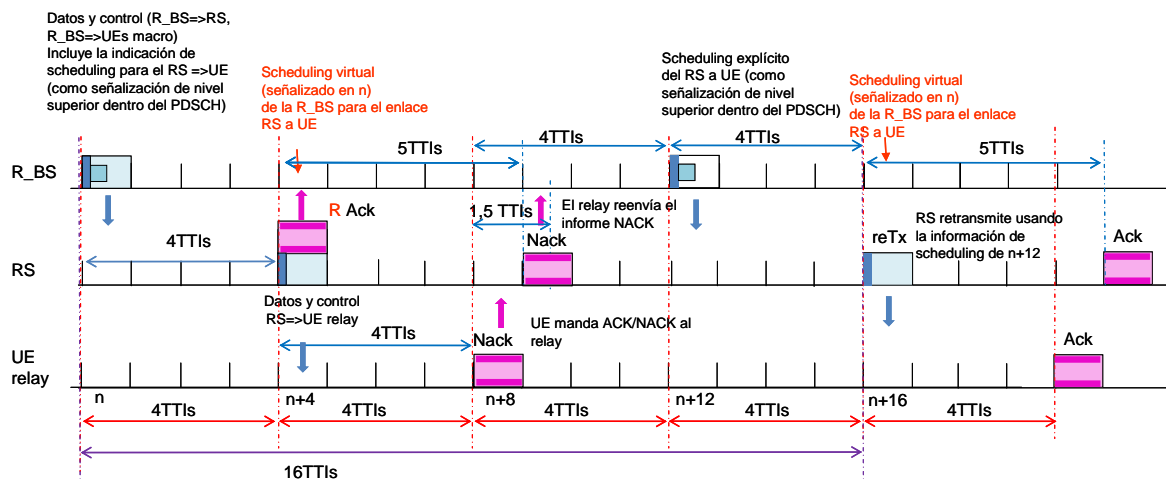 Datos y control (R_BS=>RS,
R_BS=>UEs macro)
Incluye la indicación de
scheduling para el RS =>UE
(como señalización de nivel
superior dentro del PDSCH)
Scheduling virtual
(señalizado en n)
de la R_BS para el enlace
RS a UE
Scheduling explícito
del RS a UE (como
señalización de nivel
superior dentro del PDSCH)
Scheduling virtual
(señalizado en n)
de la R_BS para el enlace
RS a UE
4TTIs
4TTIs
5TTIs
5TTIs
R_BS
R Ack
1,5 TTIs
El relay reenvía el
informe NACK
RS retransmite usando
la información de
scheduling de n+12
4TTIs
Nack
reTx
Ack
RS
Datos y control
RS=>UE relay
4TTIs
Nack
UE manda ACK/NACK al
relay
Ack
UE
relay
n
n+4
n+8
n+12
n+16
4TTIs
4TTIs
4TTIs
4TTIs
4TTIs
16TTIs